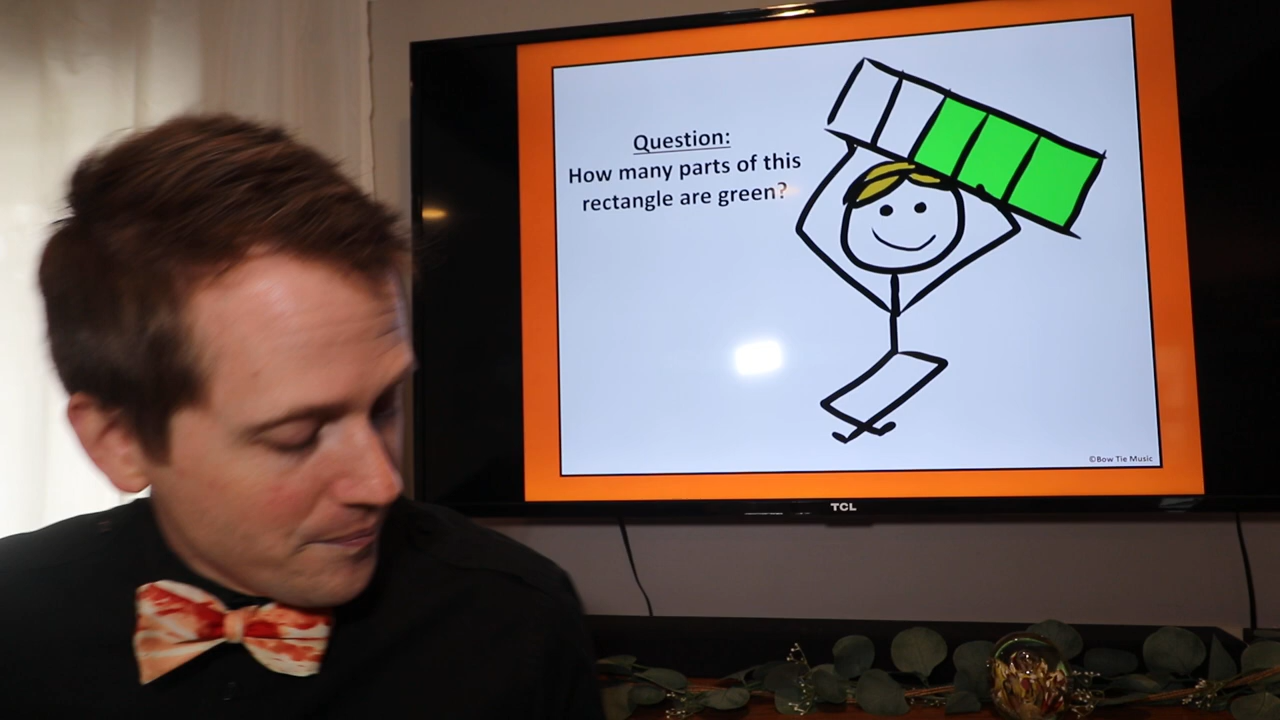 Question:
How many parts of this
rectangle are green?
©Bow Tie Music
TCL